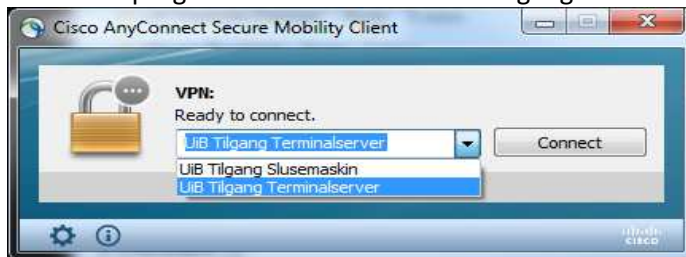 Cisco AnyConnect Secure Mobility Client
VPN:
Ready to connect.
UiB Tilgang Terminalserver
Connect
UiB Tilgang Slusemaskin
UiB Tilgang Terminalserver
CISCO